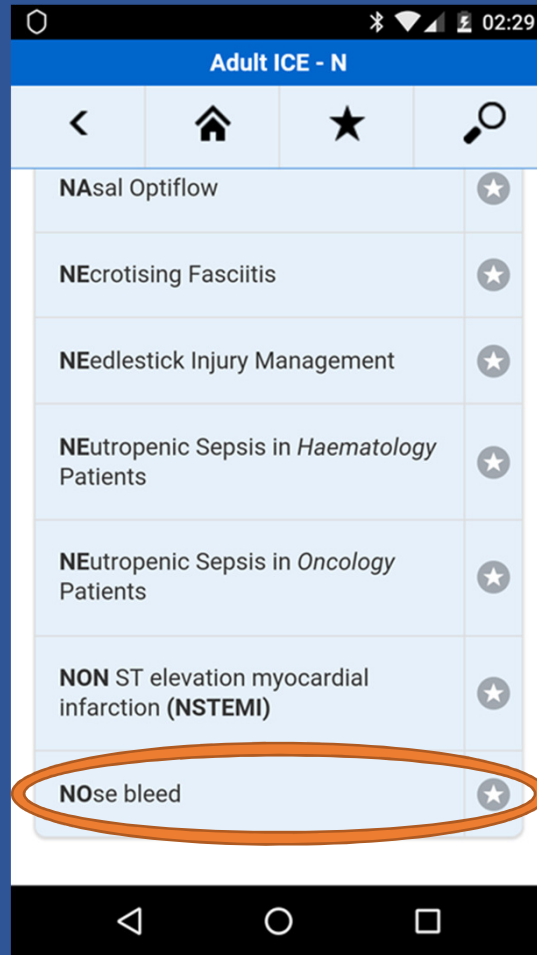 02:29
Adult ICE - N
NAsal Optiflow
NEcrotising Fasciitis
NEedlestick Injury Management
NEutropenic Sepsis in Haematology
Patients
NEutropenic Sepsis in Oncology
Patients
NON ST elevation myocardial
infarction (NSTEMI)
NOse bleed